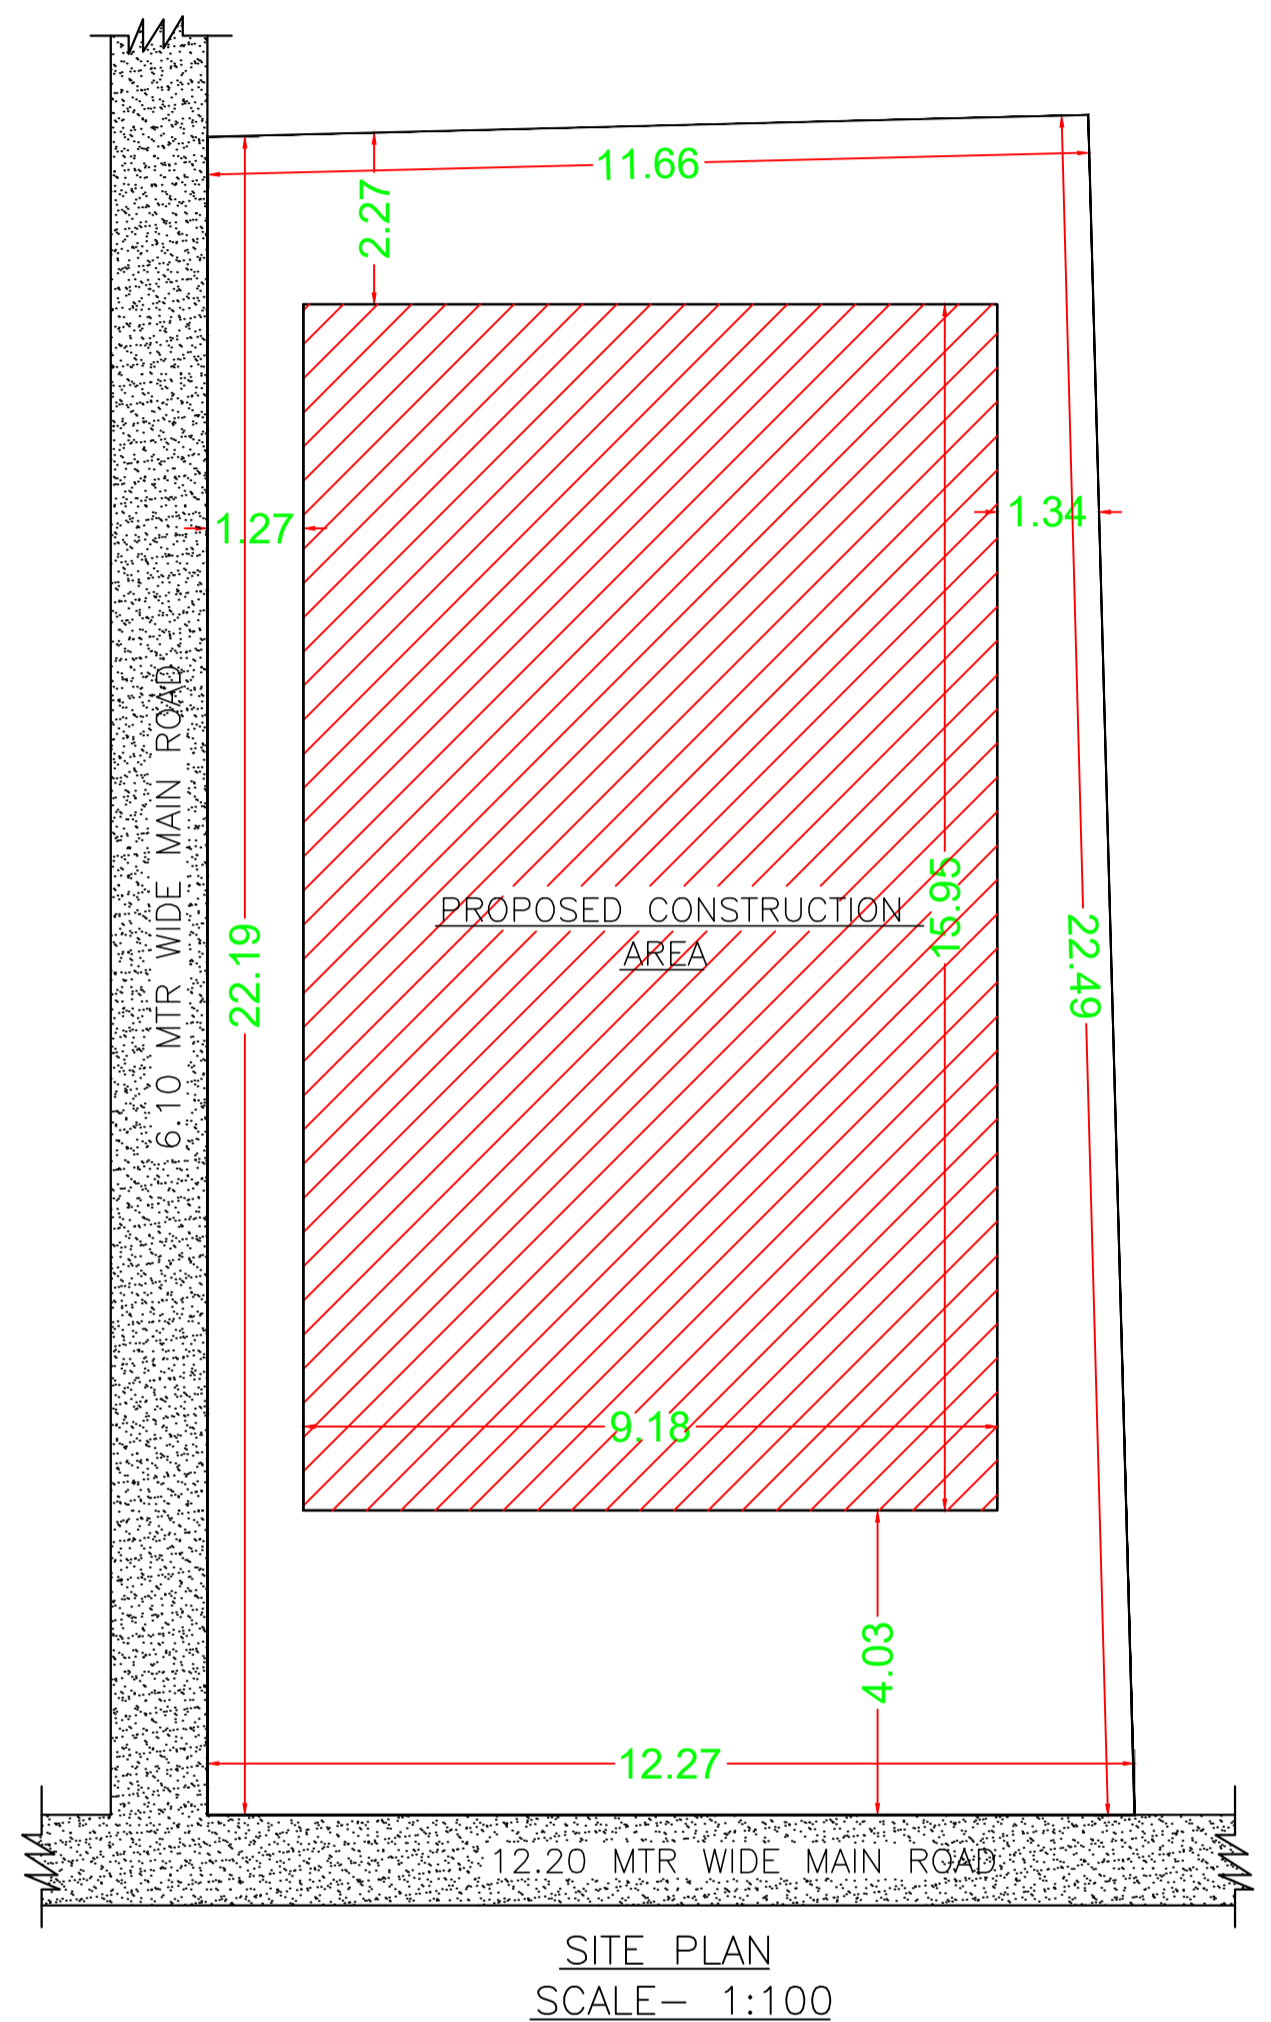 11.66
2.27
1.27
1.34
6.10 MTR WIDE MAIN ROAD
22.19
PROPOSED CONSTRUCTION
AREA
15.95
22.49
9.18
4.03
12.27
12.20 MTR WIDE MAIN ROAD
SITE PLAN
SCALE- 1:100